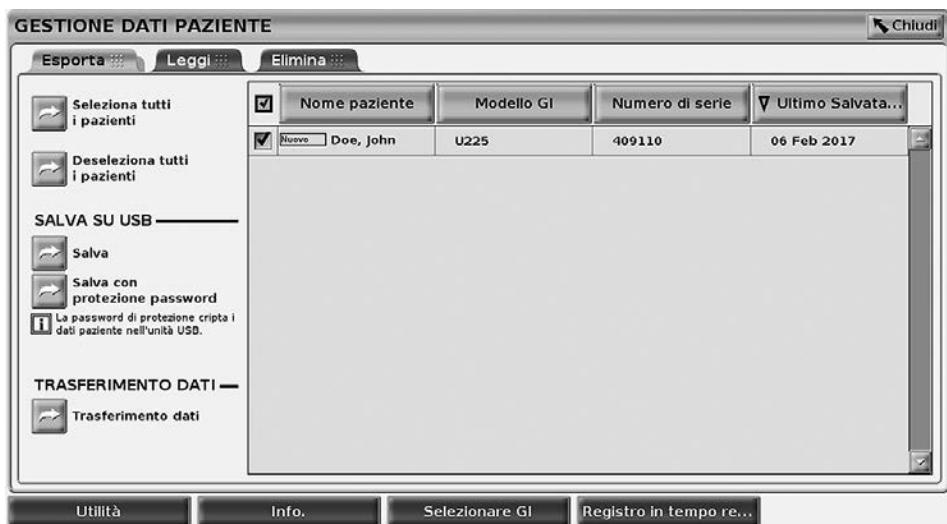 GESTIONE DATI PAZIENTE
Chiudi
Esporta
Leggi
Elimina
Seleziona tutti
i pazienti
Deseleziona tutti
i pazienti
SALVA SU USB
Salva
Salva con
protezione password
La password di protezione cripta i
dati paziente nell'unità USB.
TRASFERIMENTO DATI
Trasferimento dati
Nome paziente
Modello GI
Numero di serie
Ultimo Salvata...
Nuovo
Doe, John
U225
409110
06 Feb 2017
Utilità
Info.
Selezionare GI
Registro in tempo re...